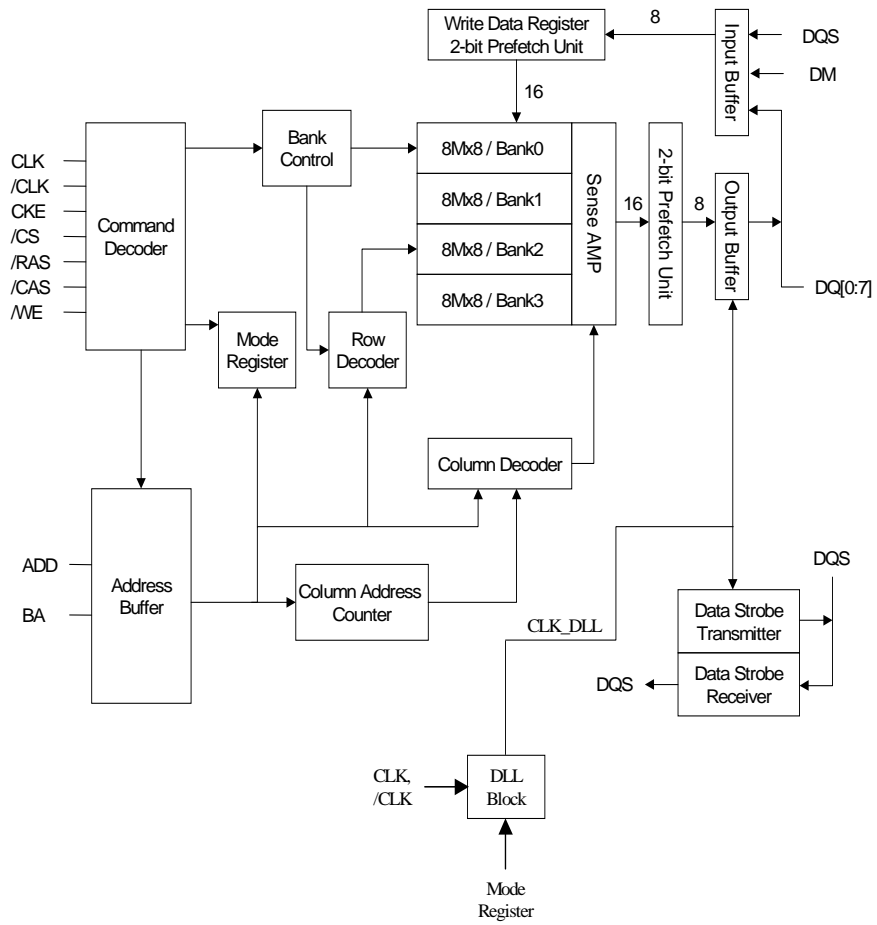 Write Data Register
2-bit Prefetch Unit
8
Input Buffer
DQS
DM
16
Bank
Control
8Mx8 / Bank0
8Mx8 / Bank1
8Mx8 / Bank2
8Mx8 / Bank3
Sense AMP
16
2-bit Prefetch Unit
8
Output Buffer
DQ[0:7]
CLK
/CLK
CKE
/CS
/RAS
/CAS
/WE
Command
Decoder
Mode
Register
Row
Decoder
Column Decoder
ADD
BA
Address
Buffer
Column Address
Counter
CLK_DLL
DQS
Data Strobe
Transmitter
Data Strobe
Receiver
DQS
CLK,
/CLK
DLL
Block
Mode
Register